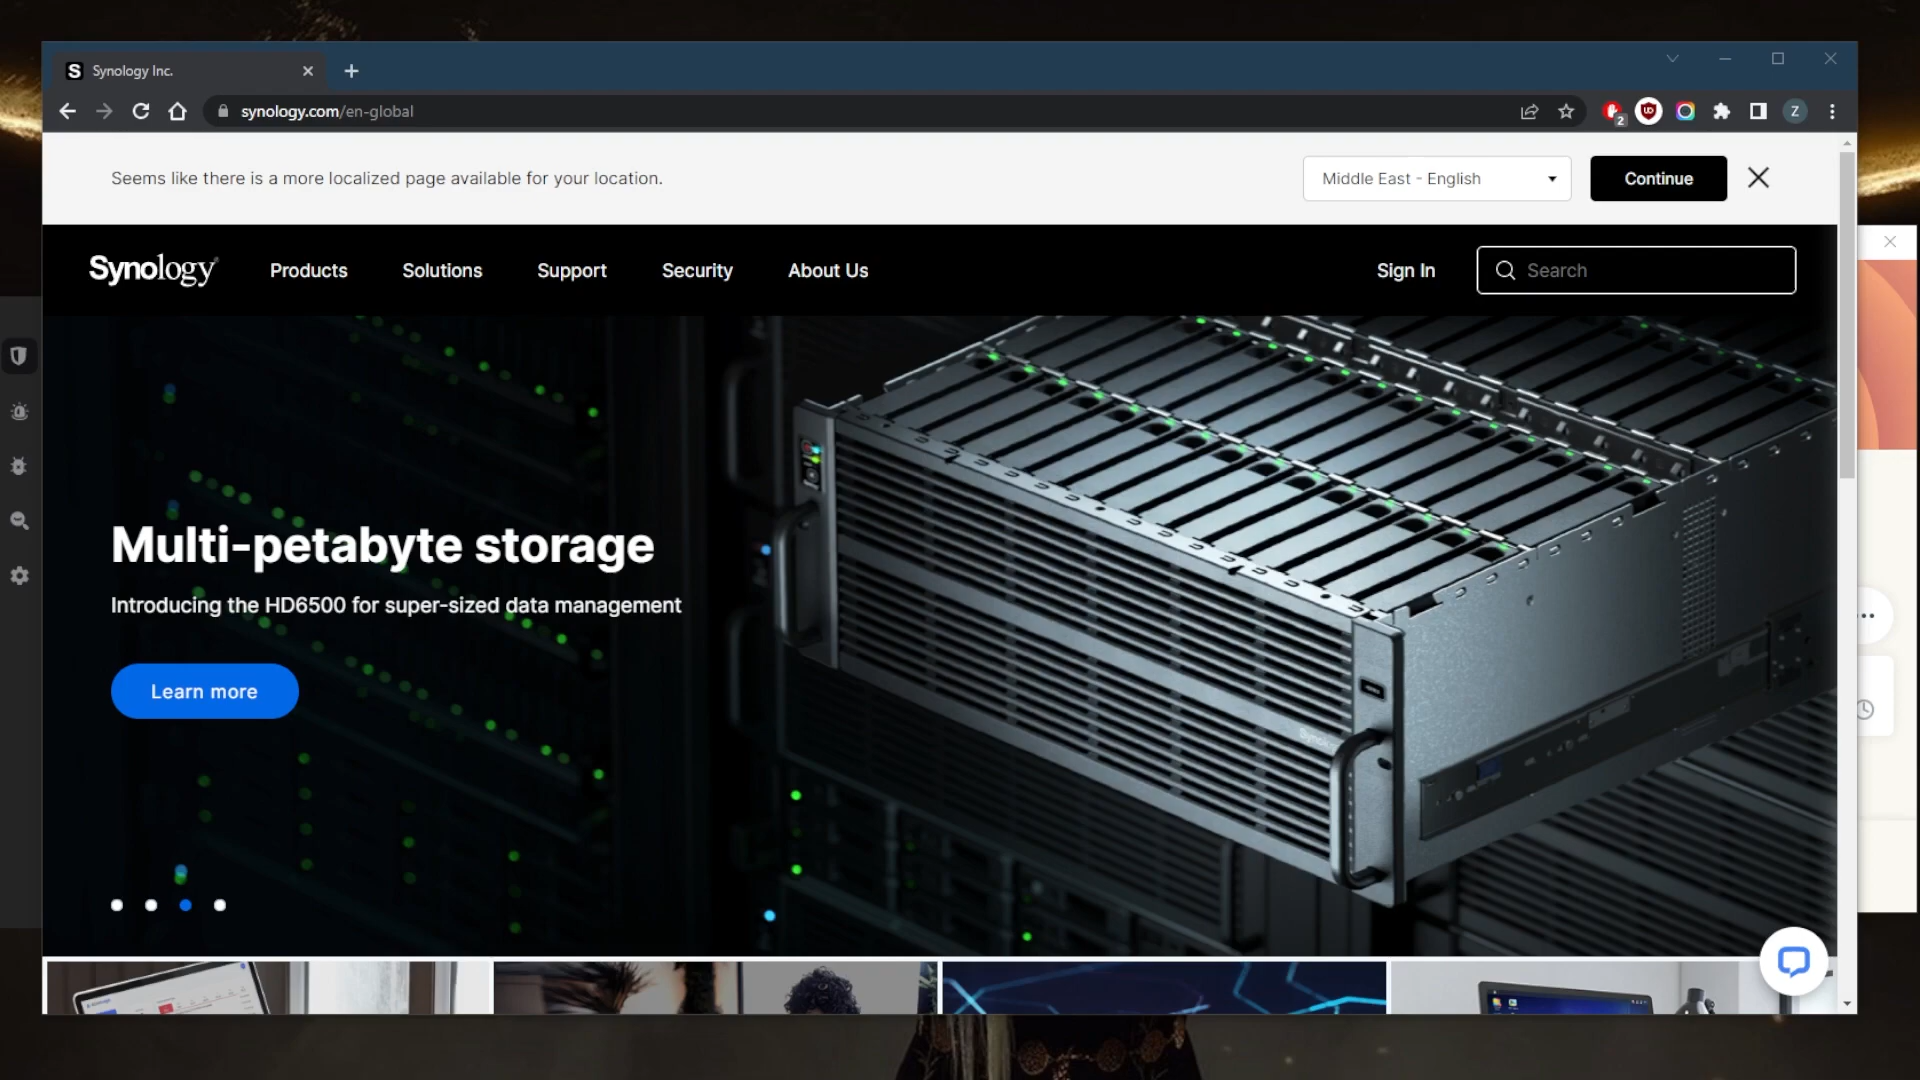 Synology Inc.
synology.com/en-global
2
UO
Z
Seems like there is a more localized page available for your location.
Middle East - English
Continue
Synology
Products
Solutions
Support
Security
About Us
Sign In
Search
Multi-petabyte storage
Introducing the HD6500 for super-sized data management
Learn more